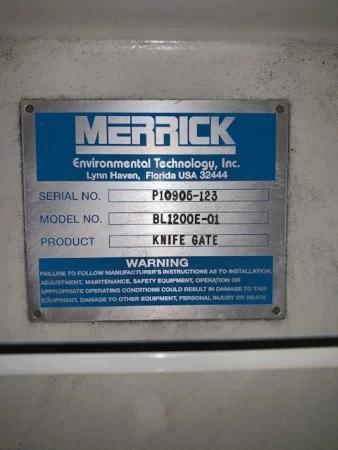 MERRICK
Environmental Technology, Inc.
Lynn Haven, Florida USA 32444
SERIAL NO. P10905-123
MODEL NO. BL1200E-01
PRODUCT KNIFE GATE
WARNING
FAILURE TO FOLLOW MANUFACTURER'S INSTRUCTIONS AS TO INSTALLATION,
ADJUSTMENT, MAINTENANCE, SAFETY EQUIPMENT, OPERATION OR
APPROPRIATE OPERATING CONDITIONS COULD RESULT IN DAMAGE TO THIS
EQUIPMENT, DAMAGE TO OTHER EQUIPMENT, PERSONAL INJURY OR DEATH